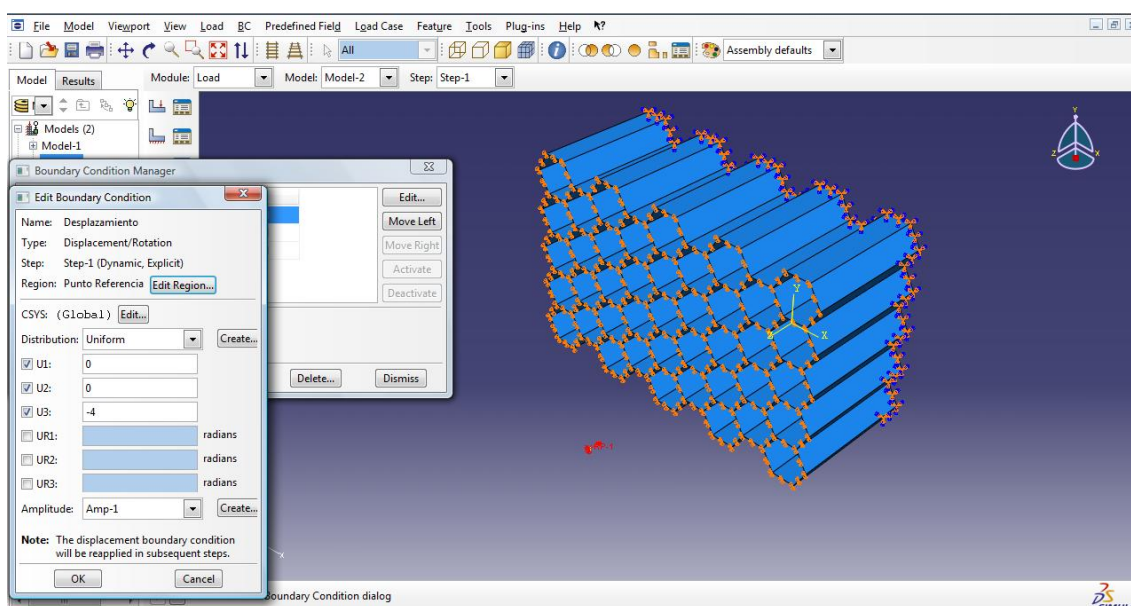 File Model Viewport View Load BC Predefined Field Load Case Feature Tools Plug-ins Help
All
Assembly defaults
Model Results
Module: Load Model: Model-2 Step: Step-1
Models (2)
Model-1
Boundary Condition Manager
Edit...
Move Left
Move Right
Activate
Deactivate
Delete... Dismiss
Edit Boundary Condition
Name: Desplazamiento
Type: Displacement/Rotation
Step: Step-1 (Dynamic, Explicit)
Region: Punto Referencia Edit Region...
CSYS: (Global) Edit...
Distribution: Uniform Create...
U1: 0
U2: 0
U3: -4
UR1: radians
UR2: radians
UR3: radians
Amplitude: Amp-1 Create...
Note: The displacement boundary condition
will be reapplied in subsequent steps.
OK Cancel
Boundary Condition dialog
Y
Z X
Y
X
Z
x